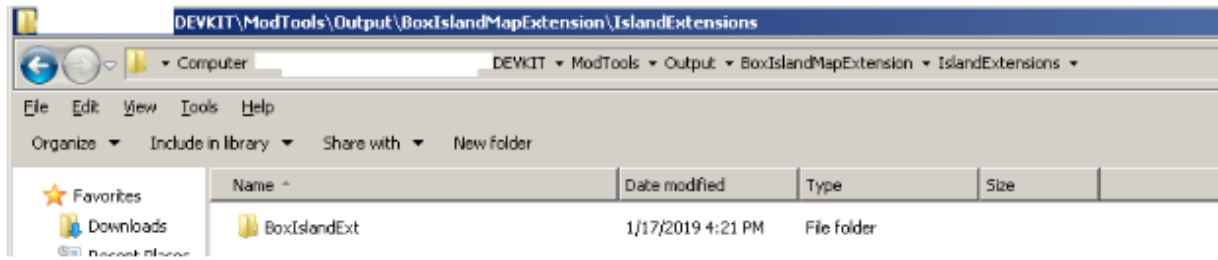 DEVKIT\ModTools\Output\BoxIslandMapExtension\IslandExtensions
Computer DEVKIT ModTools Output BoxIslandMapExtension IslandExtensions
File Edit View Tools Help
Organize Include in library Share with New folder
Favorites Name Date modified Type Size
Downloads BoxIslandExt 1/17/2019 4:21 PM File folder
Recent Places